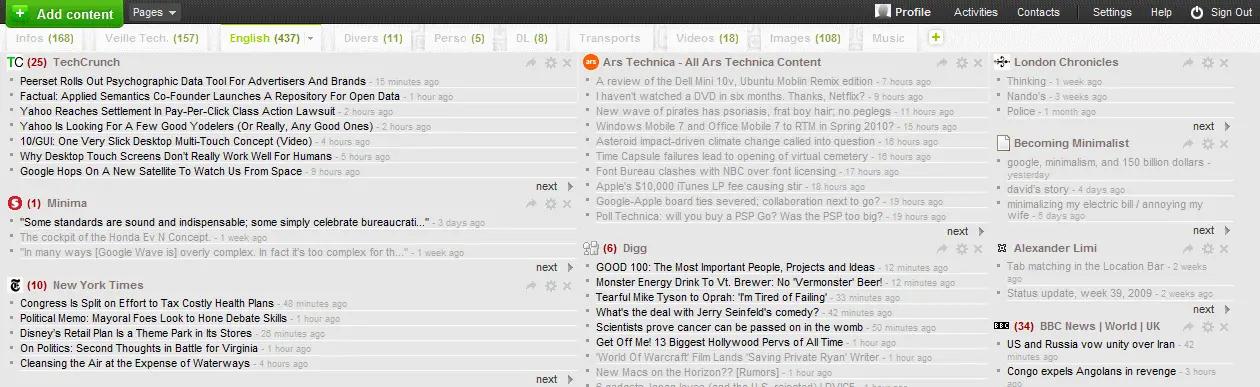 Add content
Pages
Profile Activities Contacts Settings Help Sign Out
Infos (168) Veille Tech. (157) English (437) Divers (11) Perso (5) DL (8) Transports Videos (18) Images (108) Music
TC (25) TechCrunch
Peerset Rolls Out Psychographic Data Tool For Advertisers And Brands - 15 minutes ago
Factual: Applied Semantics Co-Founder Launches A Repository For Open Data - 1 hour ago
Yahoo Reaches Settlement In Pay-Per-Click Class Action Lawsuit - 2 hours ago
Yahoo Is Looking For A Few Good Yodelers (Or Really, Any Good Ones) - 2 hours ago
10/GUI: One Very Slick Desktop Multi-Touch Concept (Video) - 4 hours ago
Why Desktop Touch Screens Don't Really Work Well For Humans - 5 hours ago
Google Hops On A New Satellite To Watch Us From Space - 9 hours ago
next
(1) Minima
"Some standards are sound and indispensable; some simply celebrate bureaucrati..." - 3 days ago
The cockpit of the Honda Ev N Concept. - 1 week ago
"In many ways [Google Wave is] overly complex. In fact it's too complex for th..." - 1 week ago
next
(10) New York Times
Congress Is Split on Effort to Tax Costly Health Plans - 48 minutes ago
Political Memo: Mayoral Foes Look to Hone Debate Skills - 1 hour ago
Disney's Retail Plan Is a Theme Park in Its Stores - 28 minutes ago
On Politics: Second Thoughts in Battle for Virginia - 1 hour ago
Cleansing the Air at the Expense of Waterways - 4 hours ago
next
ars Ars Technica - All Ars Technica Content
A review of the Dell Mini 10v, Ubuntu Moblin Remix edition - 7 hours ago
I haven't watched a DVD in six months. Thanks, Netflix? - 9 hours ago
New wave of pirates has psoriasis, frat boy hair; no peglegs - 11 hours ago
Windows Mobile 7 and Office Mobile 7 to RTM in Spring 2010? - 15 hours ago
Asteroid impact-driven climate change called into question - 16 hours ago
Time Capsule failures lead to opening of virtual cemetery - 16 hours ago
Font Bureau clashes with NBC over font licensing - 17 hours ago
Apple's $10,000 iTunes LP fee causing stir - 18 hours ago
Google-Apple board ties severed; collaboration next to go? - 19 hours ago
Poll Technica: will you buy a PSP Go? Was the PSP too big? - 19 hours ago
next
(6) Digg
GOOD 100: The Most Important People, Projects and Ideas - 12 minutes ago
Monster Energy Drink To Vt. Brewer: No 'Vermonster' Beer! - 12 minutes ago
Tearful Mike Tyson to Oprah: 'I'm Tired of Failing' - 33 minutes ago
What's the deal with Jerry Seinfeld's comedy? - 42 minutes ago
Scientists prove cancer can be passed on in the womb - 50 minutes ago
Get Off Me! 13 Biggest Hollywood Pervs of All Time - 1 hour ago
'World Of Warcraft' Film Lands 'Saving Private Ryan' Writer - 1 hour ago
New Macs on the Horizon?? [Rumors] - 1 hour ago
London Chronicles
Thinking - 1 week ago
Nando's - 3 weeks ago
Police - 1 month ago
next
Becoming Minimalist
google, minimalism, and 150 billion dollars -
yesterday
david's story - 4 days ago
minimalizing my electric bill / annoying my
wife - 5 days ago
next
Alexander Limi
Tab matching in the Location Bar - 2 weeks
ago
Status update, week 39, 2009 - 2 weeks ago
next
BBC (34) BBC News | World | UK
US and Russia vow unity over Iran - 42
minutes ago
Congo expels Angolans in revenge - 3 hours
ago